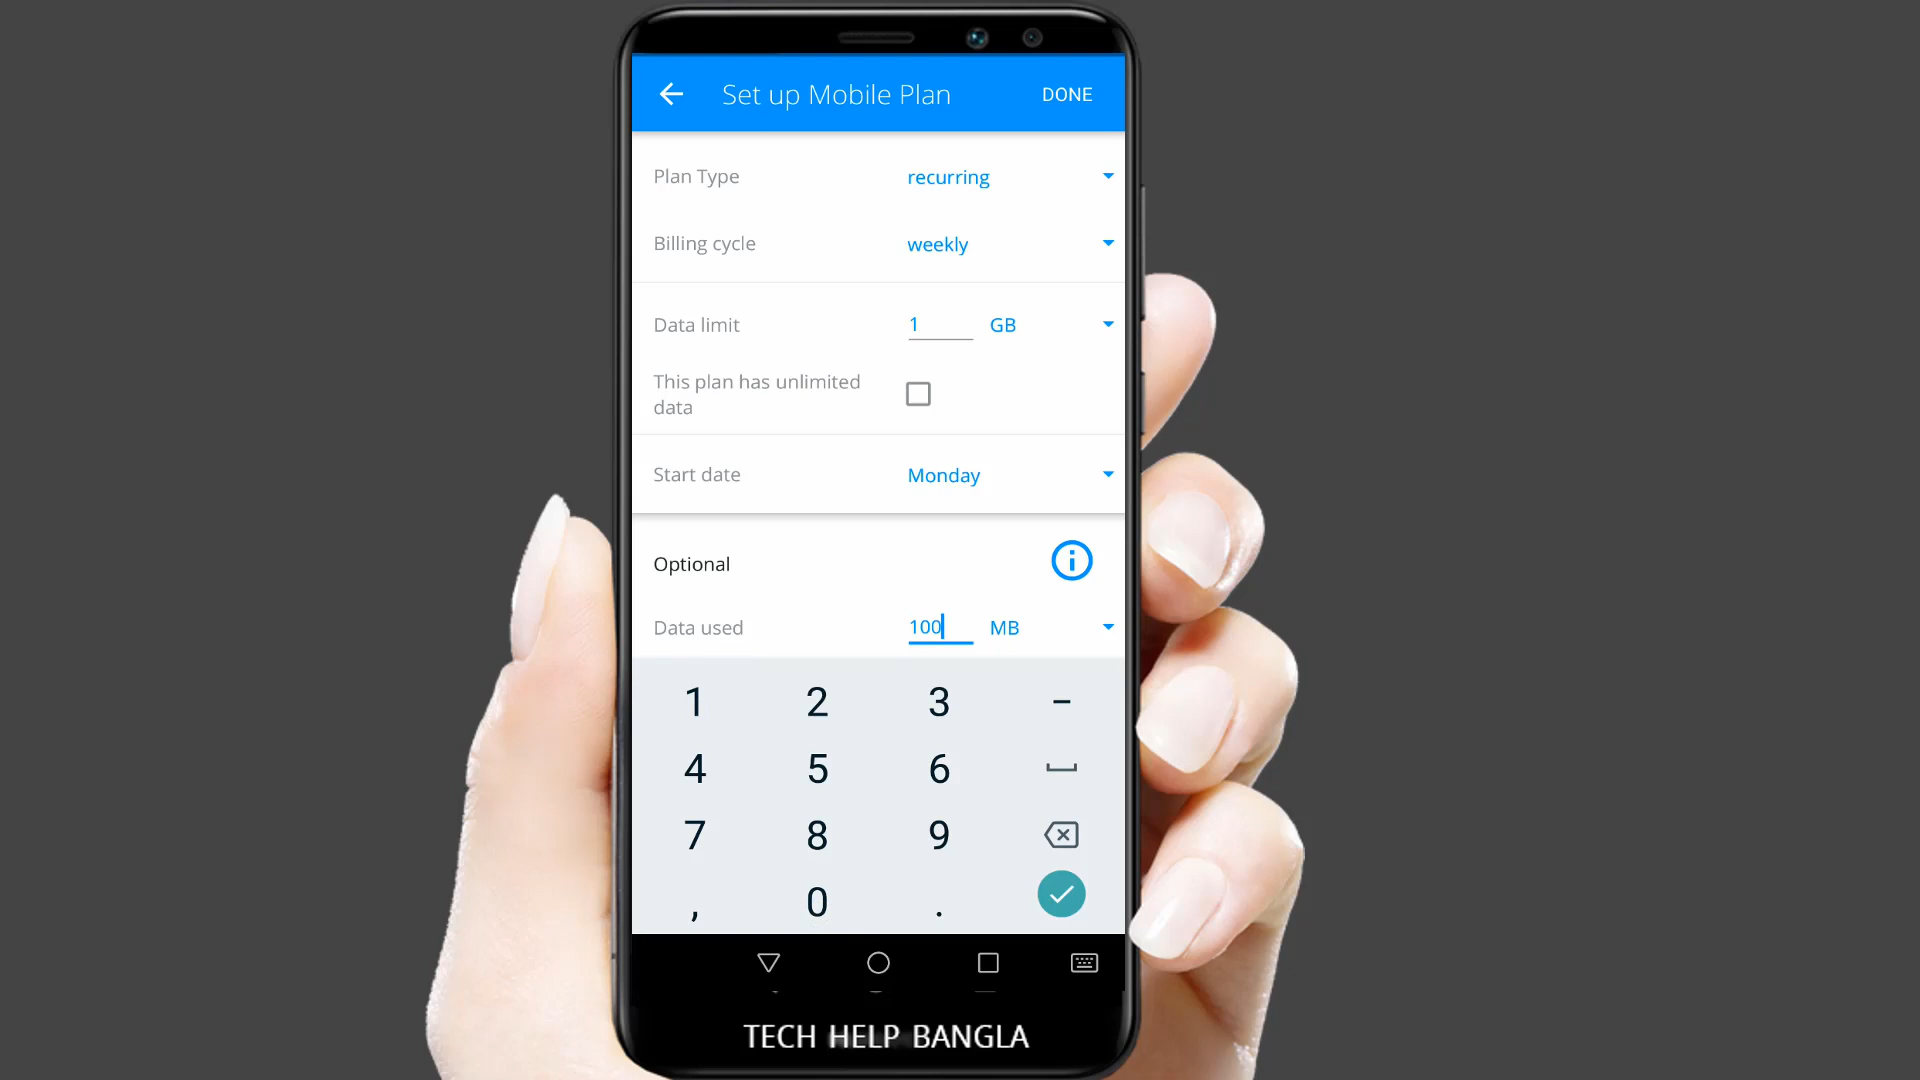 Set up Mobile Plan DONE
Plan Type recurring
Billing cycle weekly
Data limit 1 GB
This plan has unlimited
data
Start date Monday
Optional
Data used 100 MB
1 2 3 -
4 5 6
7 8 9
, 0 .
TECH HELP BANGLA